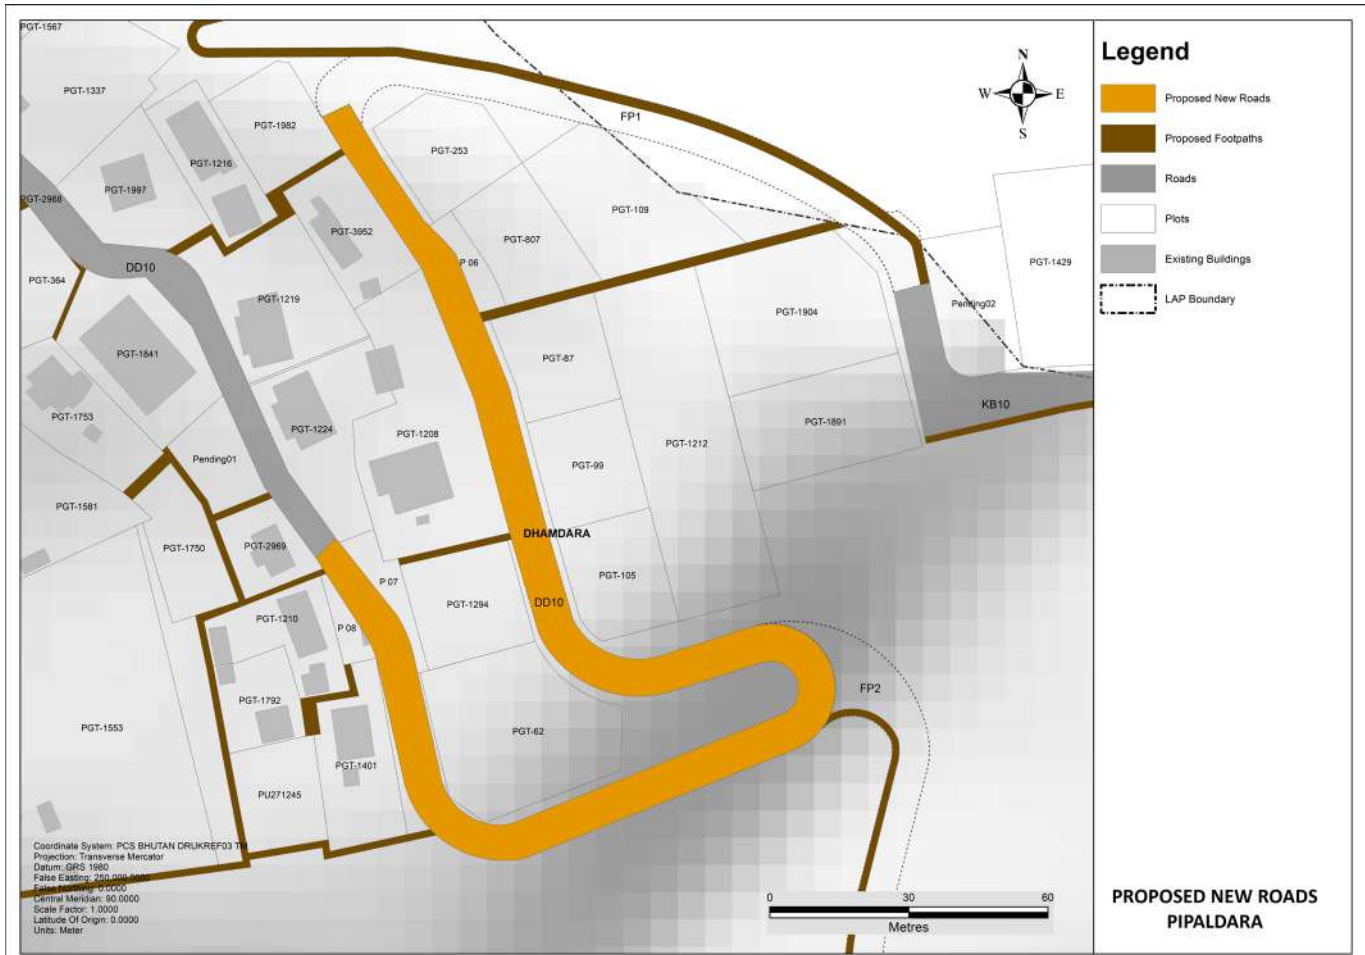 PGT-1567
PGT-1337
PGT-1982
PGT-1216
PGT-1997
PGT-2968
PGT-253
FP1
PGT-109
PGT-807
PGT-3952
P 06
PGT-1429
PGT-364
DD10
PGT-1219
PGT-1904
Pending02
PGT-1841
PGT-87
PGT-1753
PGT-1224
PGT-1208
PGT-1212
PGT-1891
KB10
Pending01
PGT-99
PGT-1581
PGT-1750
PGT-2969
DHAMDARA
P 07
PGT-105
PGT-1294
DD10
PGT-1210
P 08
PGT-1792
FP2
PGT-1553
PGT-62
PGT-1401
PU271245
Coordinate System: PCS BHUTAN DRUKREF03 TM
Projection: Transverse Mercator
Datum: GRS 1980
False Easting: 250,000.0000
False Northing: 0.0000
Central Meridian: 90.0000
Scale Factor: 1.0000
Latitude Of Origin: 0.0000
Units: Meter
0 30 60
Metres
N
W E
S
Legend
Proposed New Roads
Proposed Footpaths
Roads
Plots
Existing Buildings
LAP Boundary
PROPOSED NEW ROADS
PIPALDARA